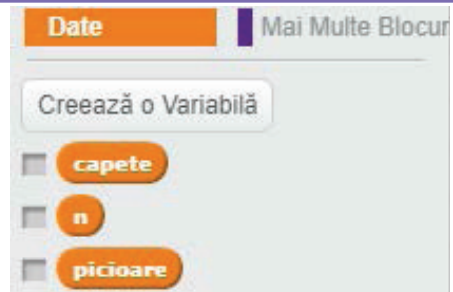 Date Mai Multe Blocur
Creează o Variabilă
capete
n
picioare